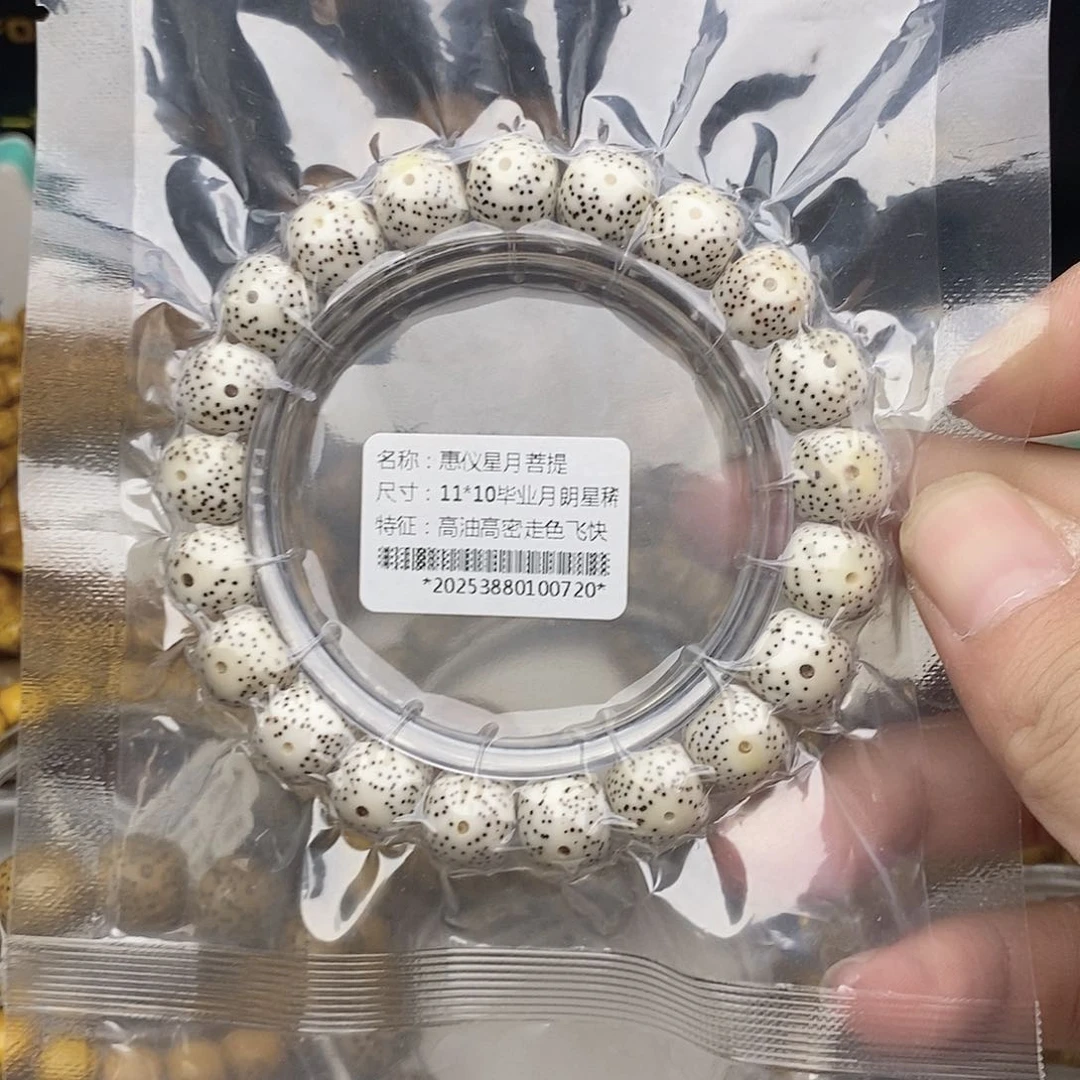 名称：惠仪星月菩提
尺寸：11*10毕业月朗星稀
特征：高油高密走色飞快
*20253880100720*